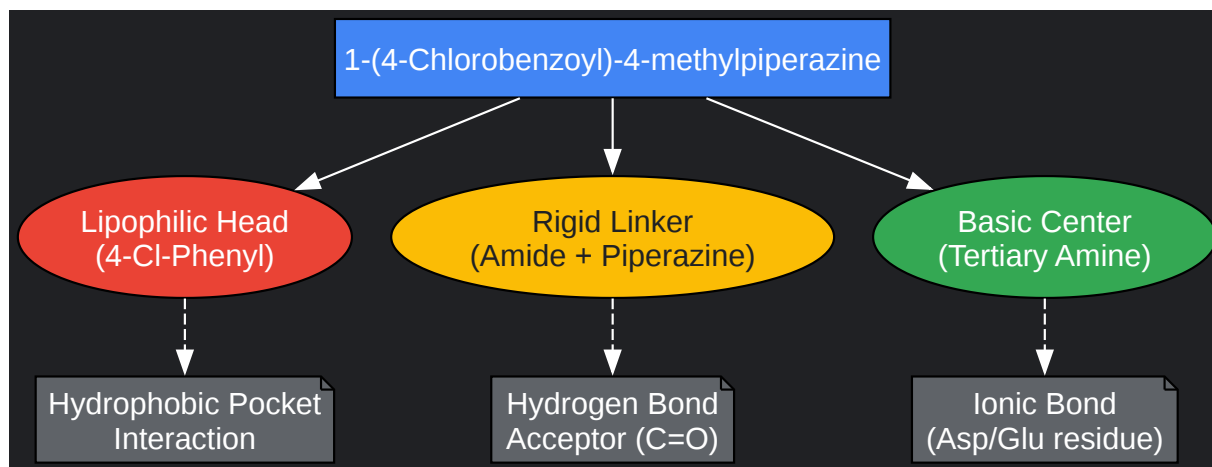 1-(4-Chlorobenzoyl)-4-methylpiperazine
Lipophilic Head
(4-Cl-Phenyl)
Rigid Linker
(Amide + Piperazine)
Basic Center
(Tertiary Amine)
Hydrophobic Pocket
Interaction
Hydrogen Bond
Acceptor (C=O)
Ionic Bond
(Asp/Glu residue)